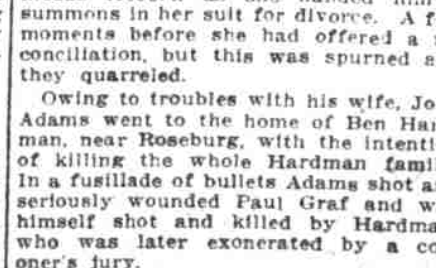 summons in her suit for divorce. A f
moments before she had offered a
conciliation, but this was spurned a
they quarreled.
Owing to troubles with his wife, Jo
Adams went to the home of Ben Har
man, near Roseburg, with the intenti
of killing the whole Hardman famil
In a fusillade of bullets Adams shot a
seriously wounded Paul Graf and w
himself shot and killed by Hardma
who was later exonerated by a co
oner's jury.